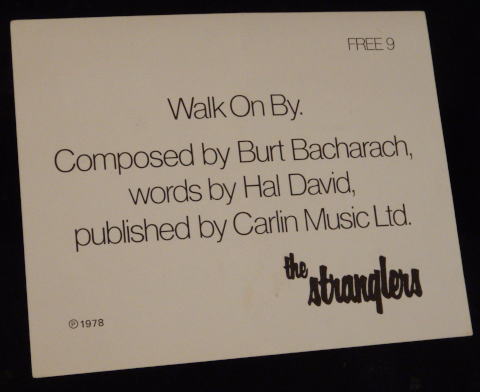 FREE 9
Walk On By.
Composed by Burt Bacharach,
words by Hal David,
published by Carlin Music Ltd.
the
stranglers
℗ 1978